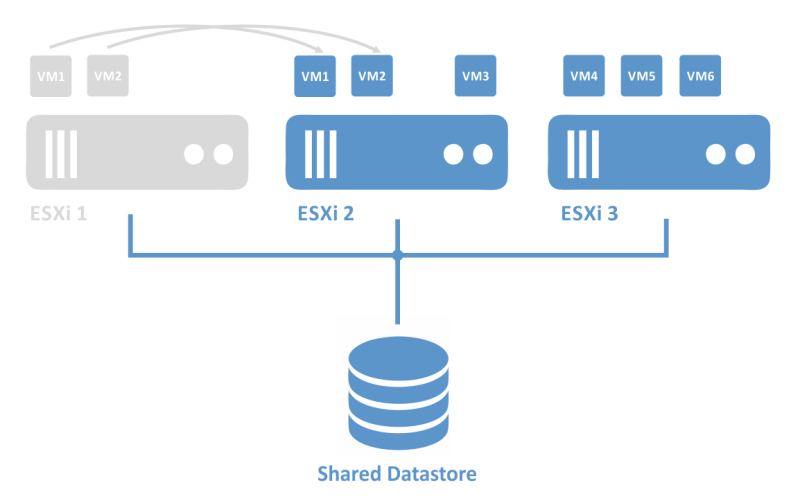 VM1 VM2 VM1 VM2 VM3 VM4 VM5 VM6
ESXi 1 ESXi 2 ESXi 3
Shared Datastore